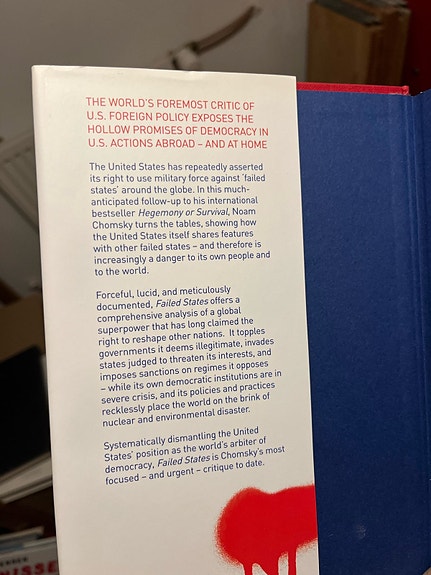 THE WORLD'S FOREMOST CRITIC OF
U.S. FOREIGN POLICY EXPOSES THE
HOLLOW PROMISES OF DEMOCRACY IN
U.S. ACTIONS ABROAD – AND AT HOME
The United States has repeatedly asserted
its right to use military force against 'failed
states' around the globe. In this much-
anticipated follow-up to his international
bestseller Hegemony or Survival, Noam
Chomsky turns the tables, showing how
the United States itself shares features
with other failed states – and therefore is
increasingly a danger to its own people and
to the world.
Forceful, lucid, and meticulously
documented, Failed States offers a
comprehensive analysis of a global
superpower that has long claimed the
right to reshape other nations. It topples
governments it deems illegitimate, invades
states judged to threaten its interests, and
imposes sanctions on regimes it opposes
– while its own democratic institutions are in
severe crisis, and its policies and practices
recklessly place the world on the brink of
nuclear and environmental disaster.
Systematically dismantling the United
States' position as the world's arbiter of
democracy, Failed States is Chomsky's most
focused – and urgent – critique to date.